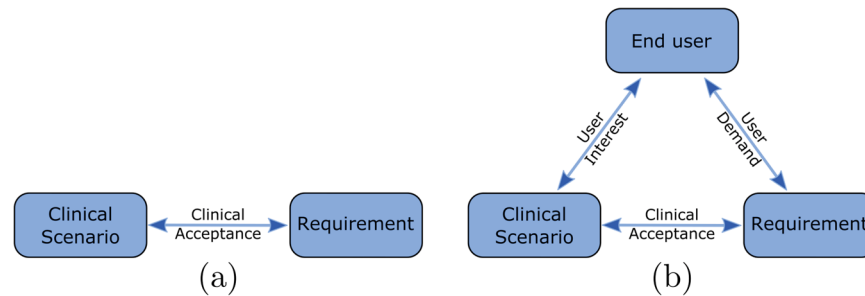 Clinical
Scenario
Clinical
Acceptance
Requirement
(a)
End user
User
Interest
User
Demand
Clinical
Scenario
Clinical
Acceptance
Requirement
(b)